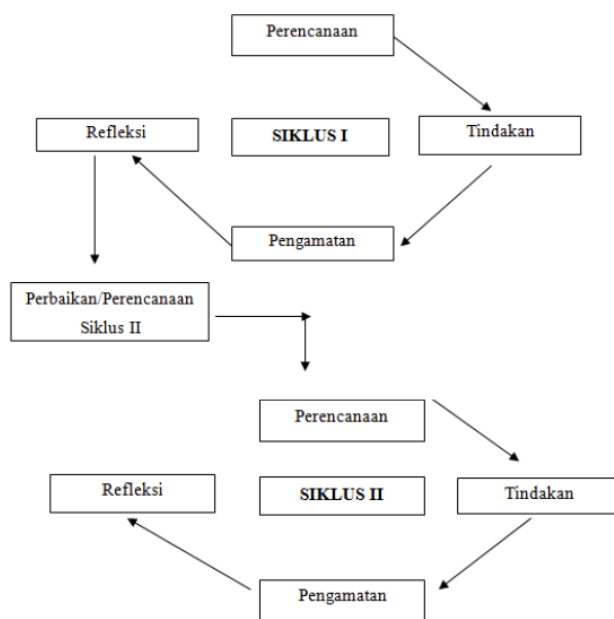 Perencanaan
Refleksi
SIKLUS I
Tindakan
Pengamatan
Perbaikan/Perencanaan
Siklus II
Perencanaan
Refleksi
SIKLUS II
Tindakan
Pengamatan